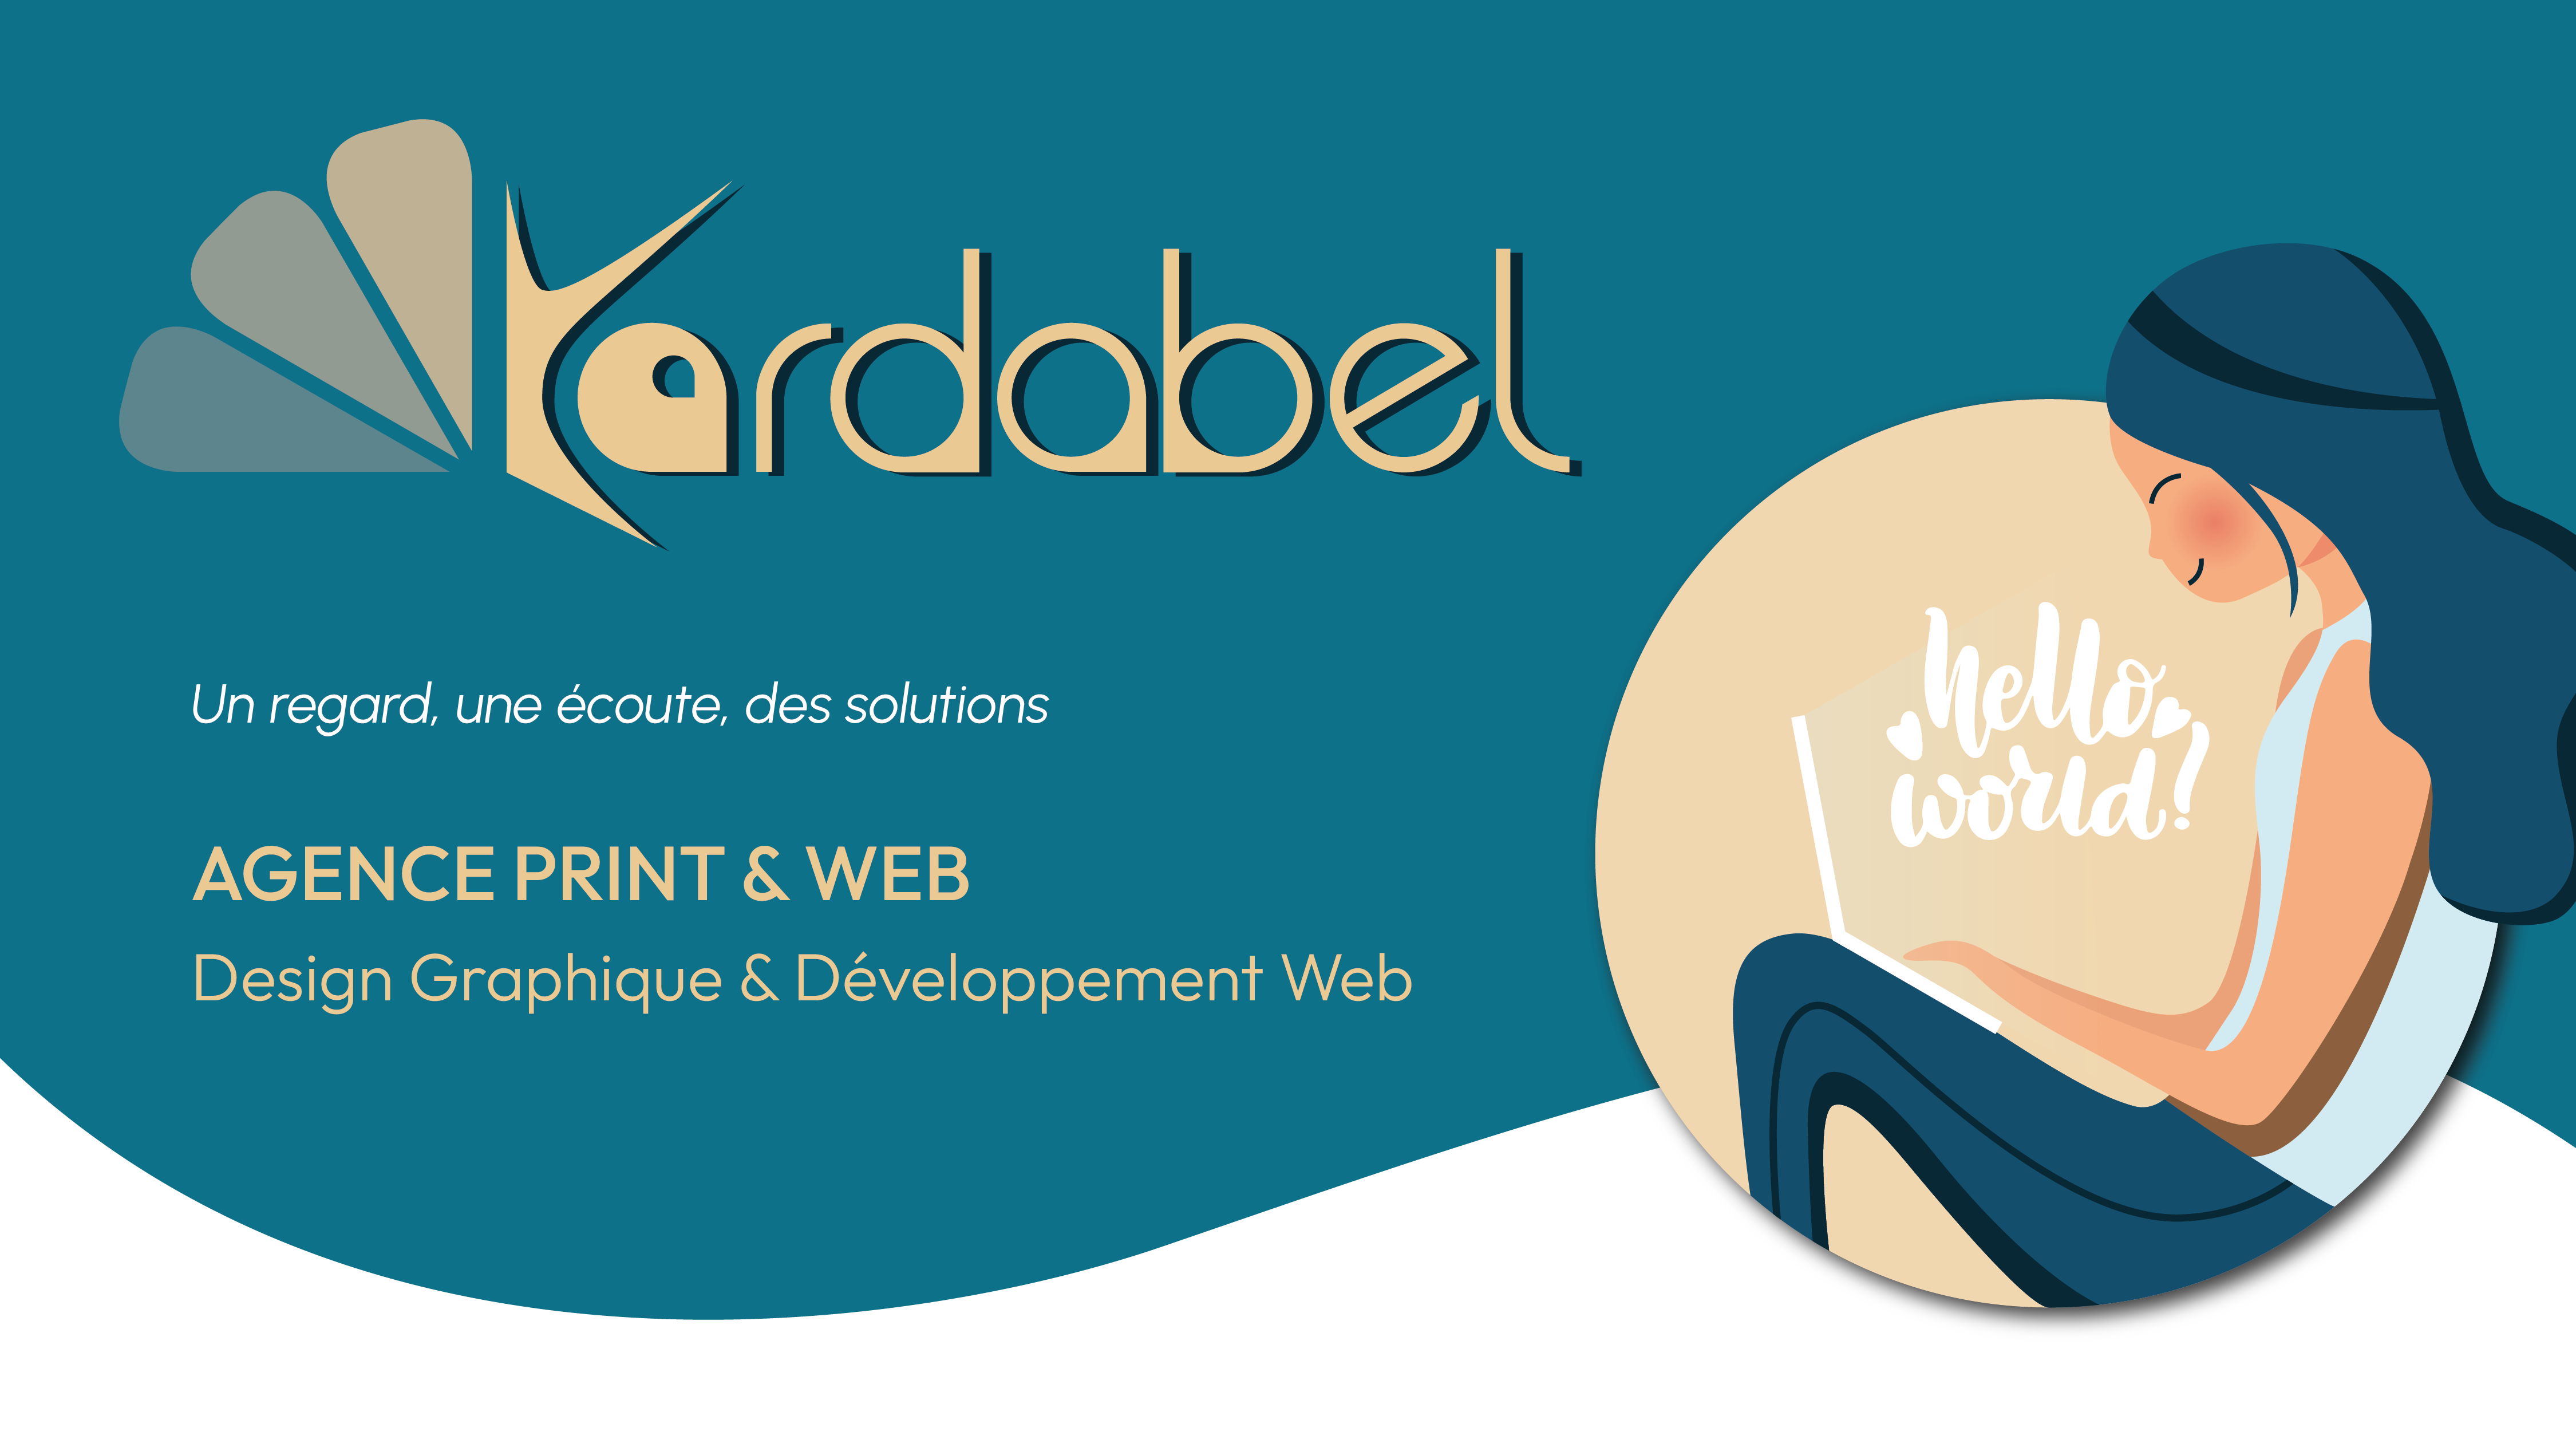 Kardabel
Un regard, une écoute, des solutions
AGENCE PRINT & WEB
Design Graphique & Développement Web
hello
world!